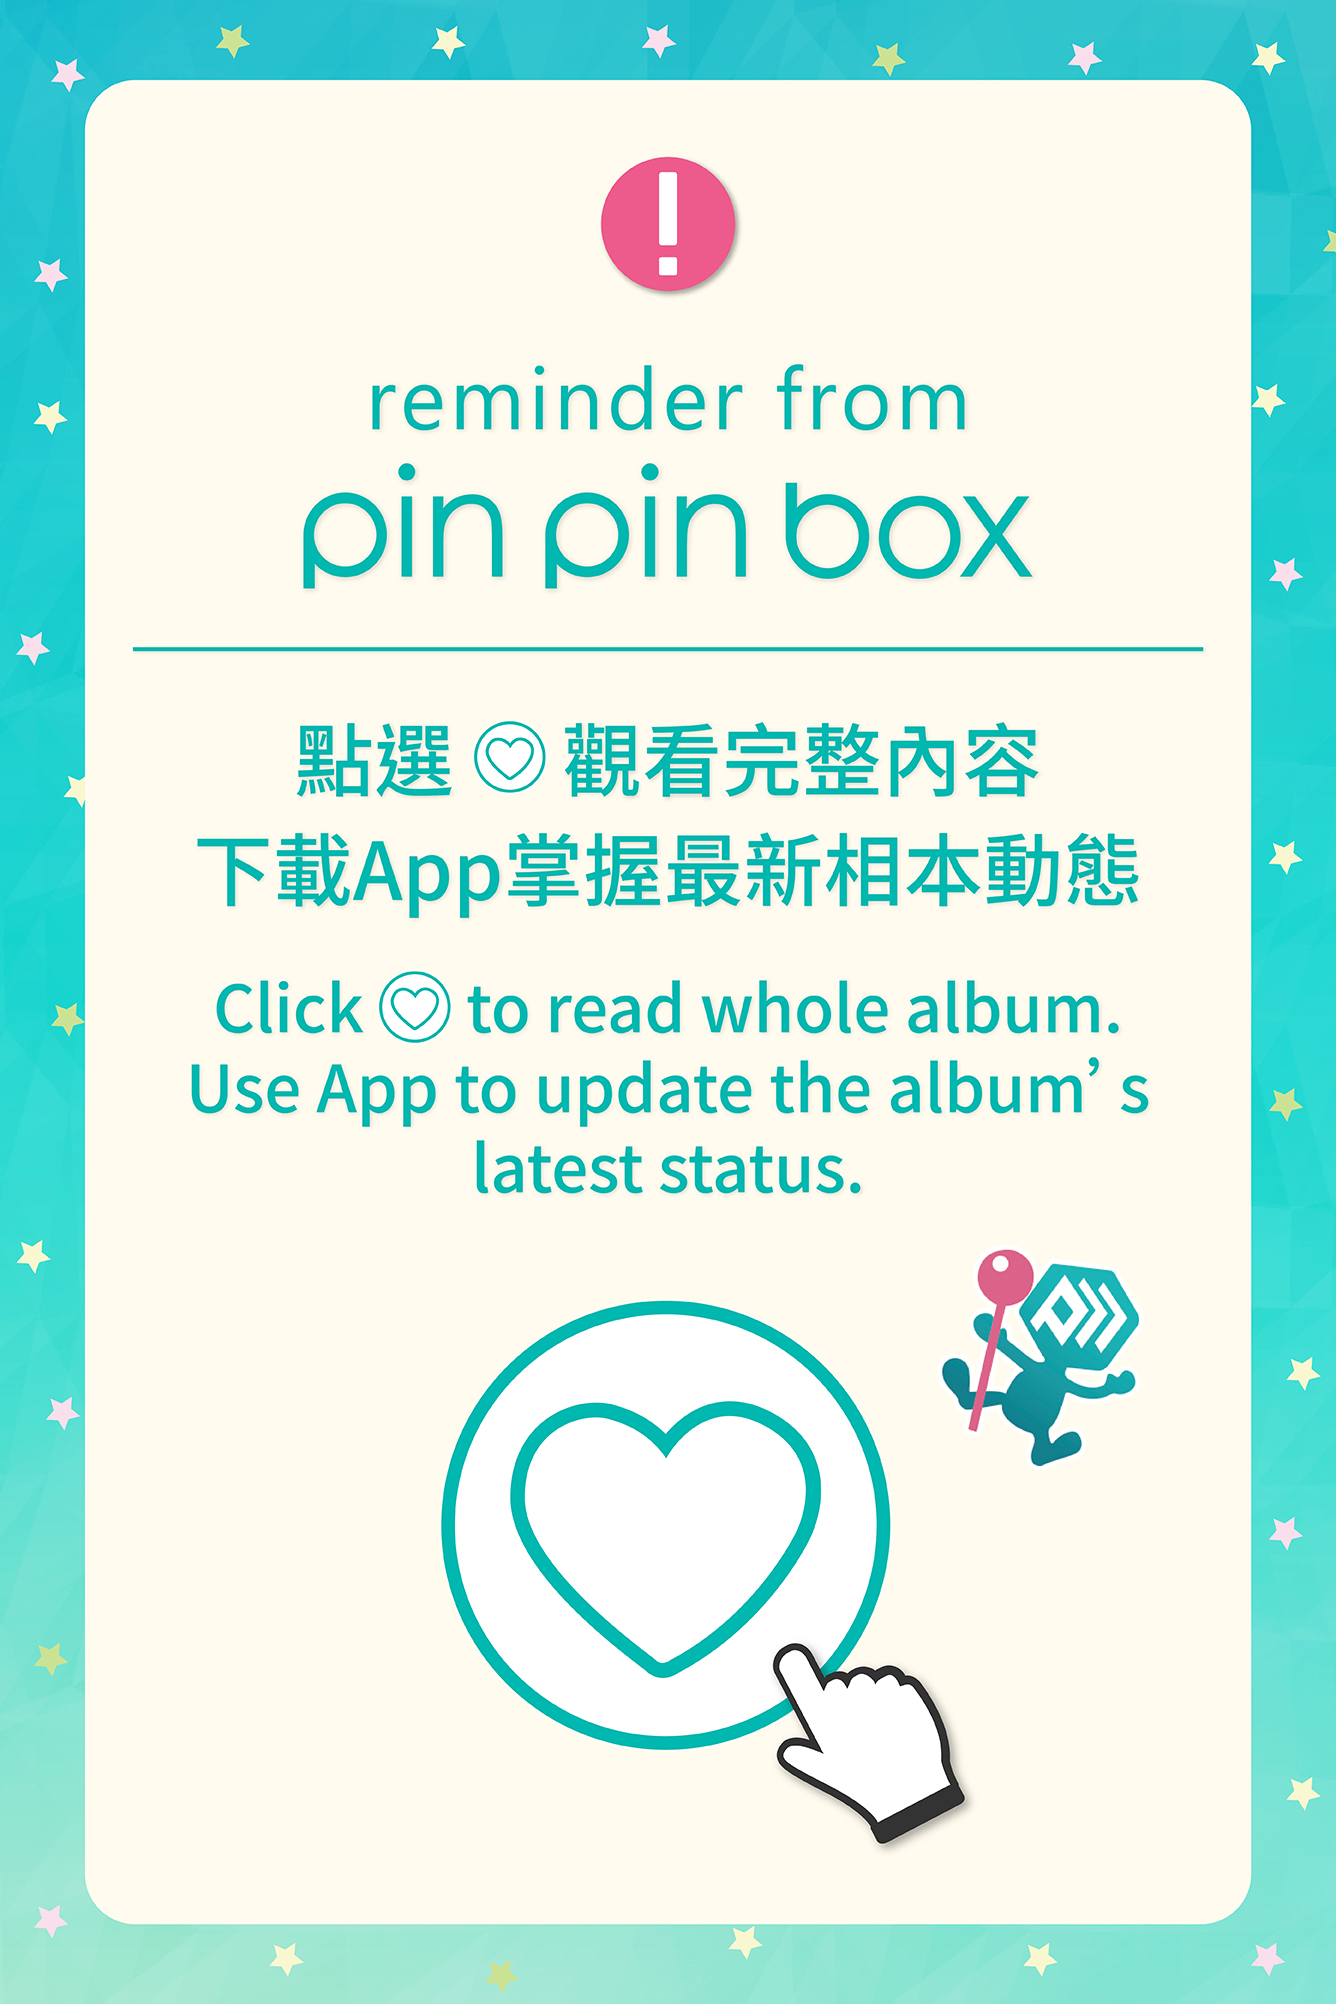 reminder from
pin pin box
點選 ♡ 觀看完整內容
下載App掌握最新相本動態
Click ♡ to read whole album.
Use App to update the album’s
latest status.